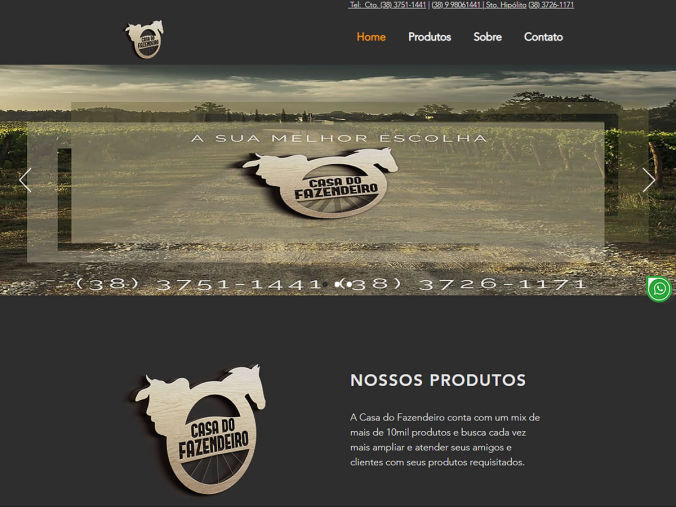 Tel: Cto. (38) 3751-1441 | (38) 9 98061441 | Sto. Hipólito (38) 3726-1171
CASA DO
FAZENDEIRO
Home Produtos Sobre Contato
A SUA MELHOR ESCOLHA
CASA DO
FAZENDEIRO
(38) 3751-1441 (38) 3726-1171
CASA DO
FAZENDEIRO
NOSSOS PRODUTOS
A Casa do Fazendeiro conta com um mix de
mais de 10mil produtos e busca cada vez
mais ampliar e atender seus amigos e
clientes com seus produtos requisitados.